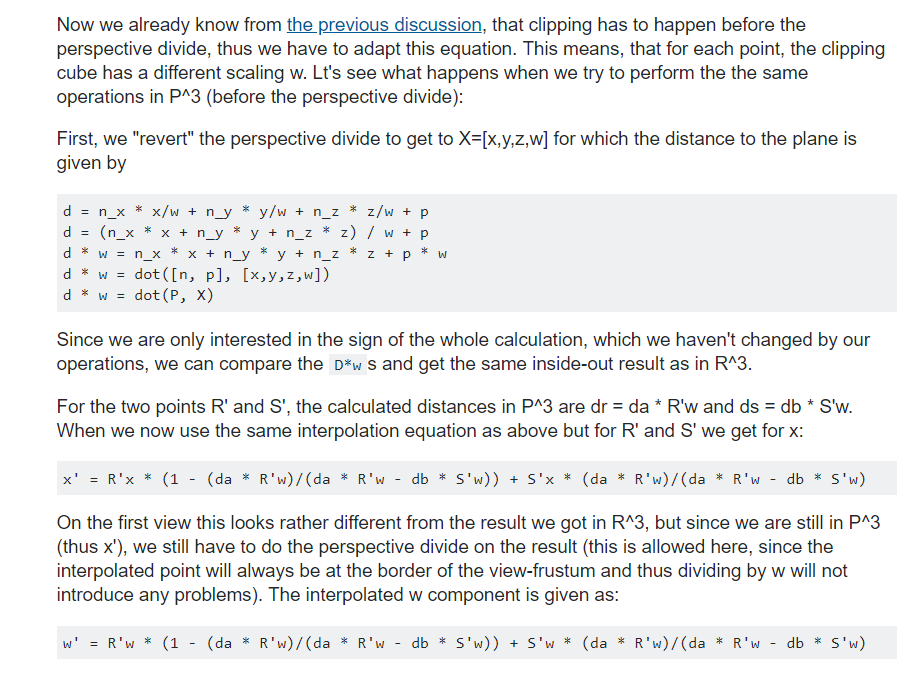 Now we already know from the previous discussion, that clipping has to happen before the
perspective divide, thus we have to adapt this equation. This means, that for each point, the clipping
cube has a different scaling w. Lt's see what happens when we try to perform the the same
operations in P^3 (before the perspective divide):
First, we "revert" the perspective divide to get to X=[x,y,z,w] for which the distance to the plane is
given by
d = n_x * x/w + n_y * y/w + n_z * z/w + p
d = (n_x * x + n_y * y + n_z * z) / w + p
d * w = n_x * x + n_y * y + n_z * z + p * w
d * w = dot([n, p], [x,y,z,w])
d * w = dot(P, X)
Since we are only interested in the sign of the whole calculation, which we haven't changed by our
operations, we can compare the D*w s and get the same inside-out result as in R^3.
For the two points R' and S', the calculated distances in P^3 are dr = da * R'w and ds = db * S'w.
When we now use the same interpolation equation as above but for R' and S' we get for x:
x' = R'x * (1 - (da * R'w)/(da * R'w - db * S'w)) + S'x * (da * R'w)/(da * R'w - db * S'w)
On the first view this looks rather different from the result we got in R^3, but since we are still in P^3
(thus x'), we still have to do the perspective divide on the result (this is allowed here, since the
interpolated point will always be at the border of the view-frustum and thus dividing by w will not
introduce any problems). The interpolated w component is given as:
w' = R'w * (1 - (da * R'w)/(da * R'w - db * S'w)) + S'w * (da * R'w)/(da * R'w - db * S'w)